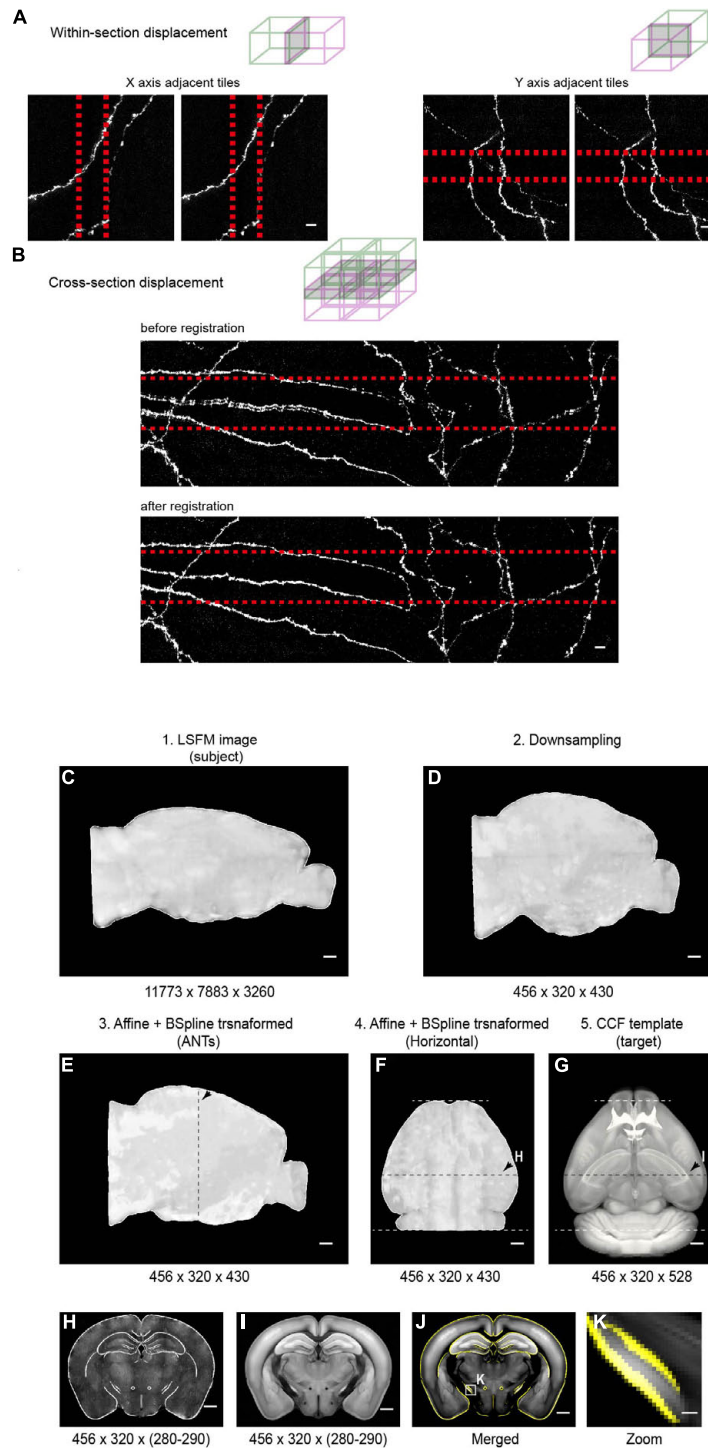 A
Within-section displacement
X axis adjacent tiles
Y axis adjacent tiles
B
Cross-section displacement
before registration
after registration
1. LSFM image
(subject)
2. Downsampling
C
D
11773 x 7883 x 3260
456 x 320 x 430
3. Affine + BSpline trsnaformed
(ANTs)
4. Affine + BSpline trsnaformed
(Horizontal)
5. CCF template
(target)
E
F
G
H
I
456 x 320 x 430
456 x 320 x 430
456 x 320 x 528
H
I
J
K
K
456 x 320 x (280-290)
456 x 320 x (280-290)
Merged
Zoom